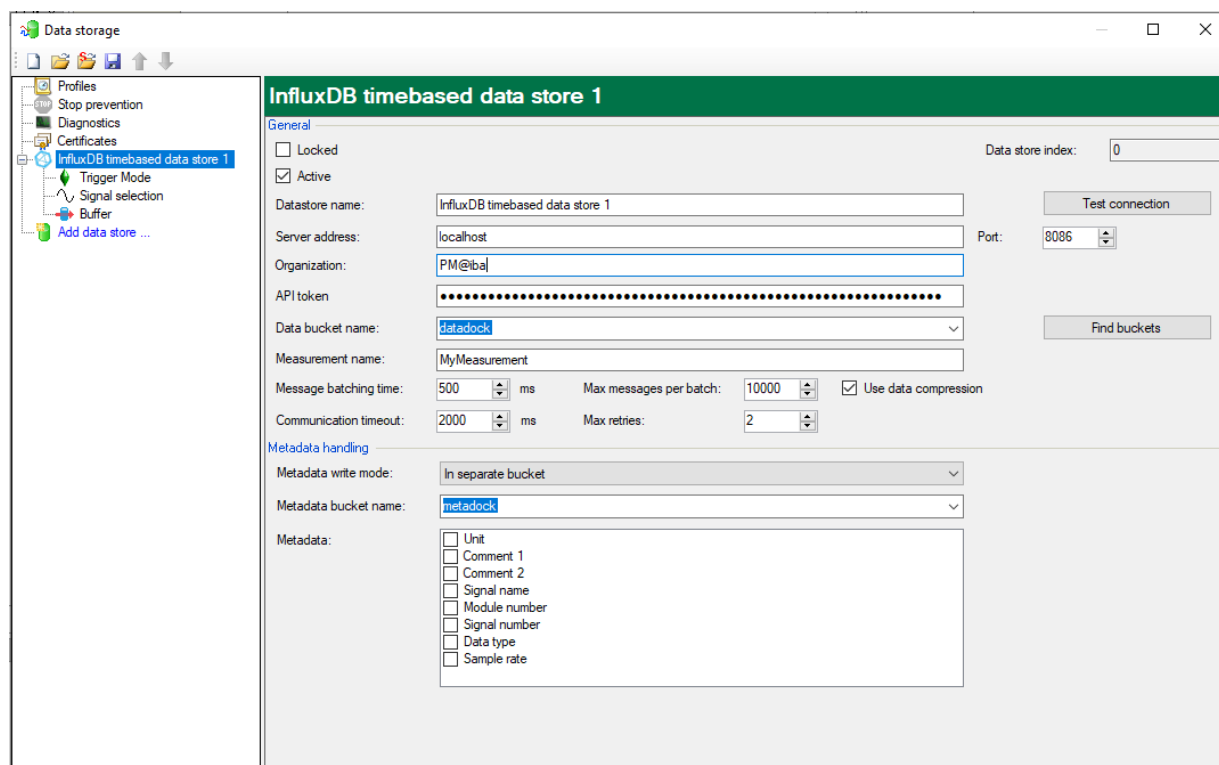 Data storage
Profiles
STOP Stop prevention
Diagnostics
Certificates
InfluxDB timebased data store 1
Trigger Mode
Signal selection
Buffer
Add data store ...
InfluxDB timebased data store 1
General
Locked
Data store index: 0
Active
Datastore name: InfluxDB timebased data store 1 Test connection
Server address: localhost Port: 8086
Organization: PM@iba
API token ●●●●●●●●●●●●●●●●●●●●●●●●●●●●●●●●●●●●●●●●●●●●●●●●●●●●●●●●●●●●●●●
Data bucket name: datadock Find buckets
Measurement name: MyMeasurement
Message batching time: 500 ms Max messages per batch: 10000 Use data compression
Communication timeout: 2000 ms Max retries: 2
Metadata handling
Metadata write mode: In separate bucket
Metadata bucket name: metadock
Metadata: Unit
Comment 1
Comment 2
Signal name
Module number
Signal number
Data type
Sample rate